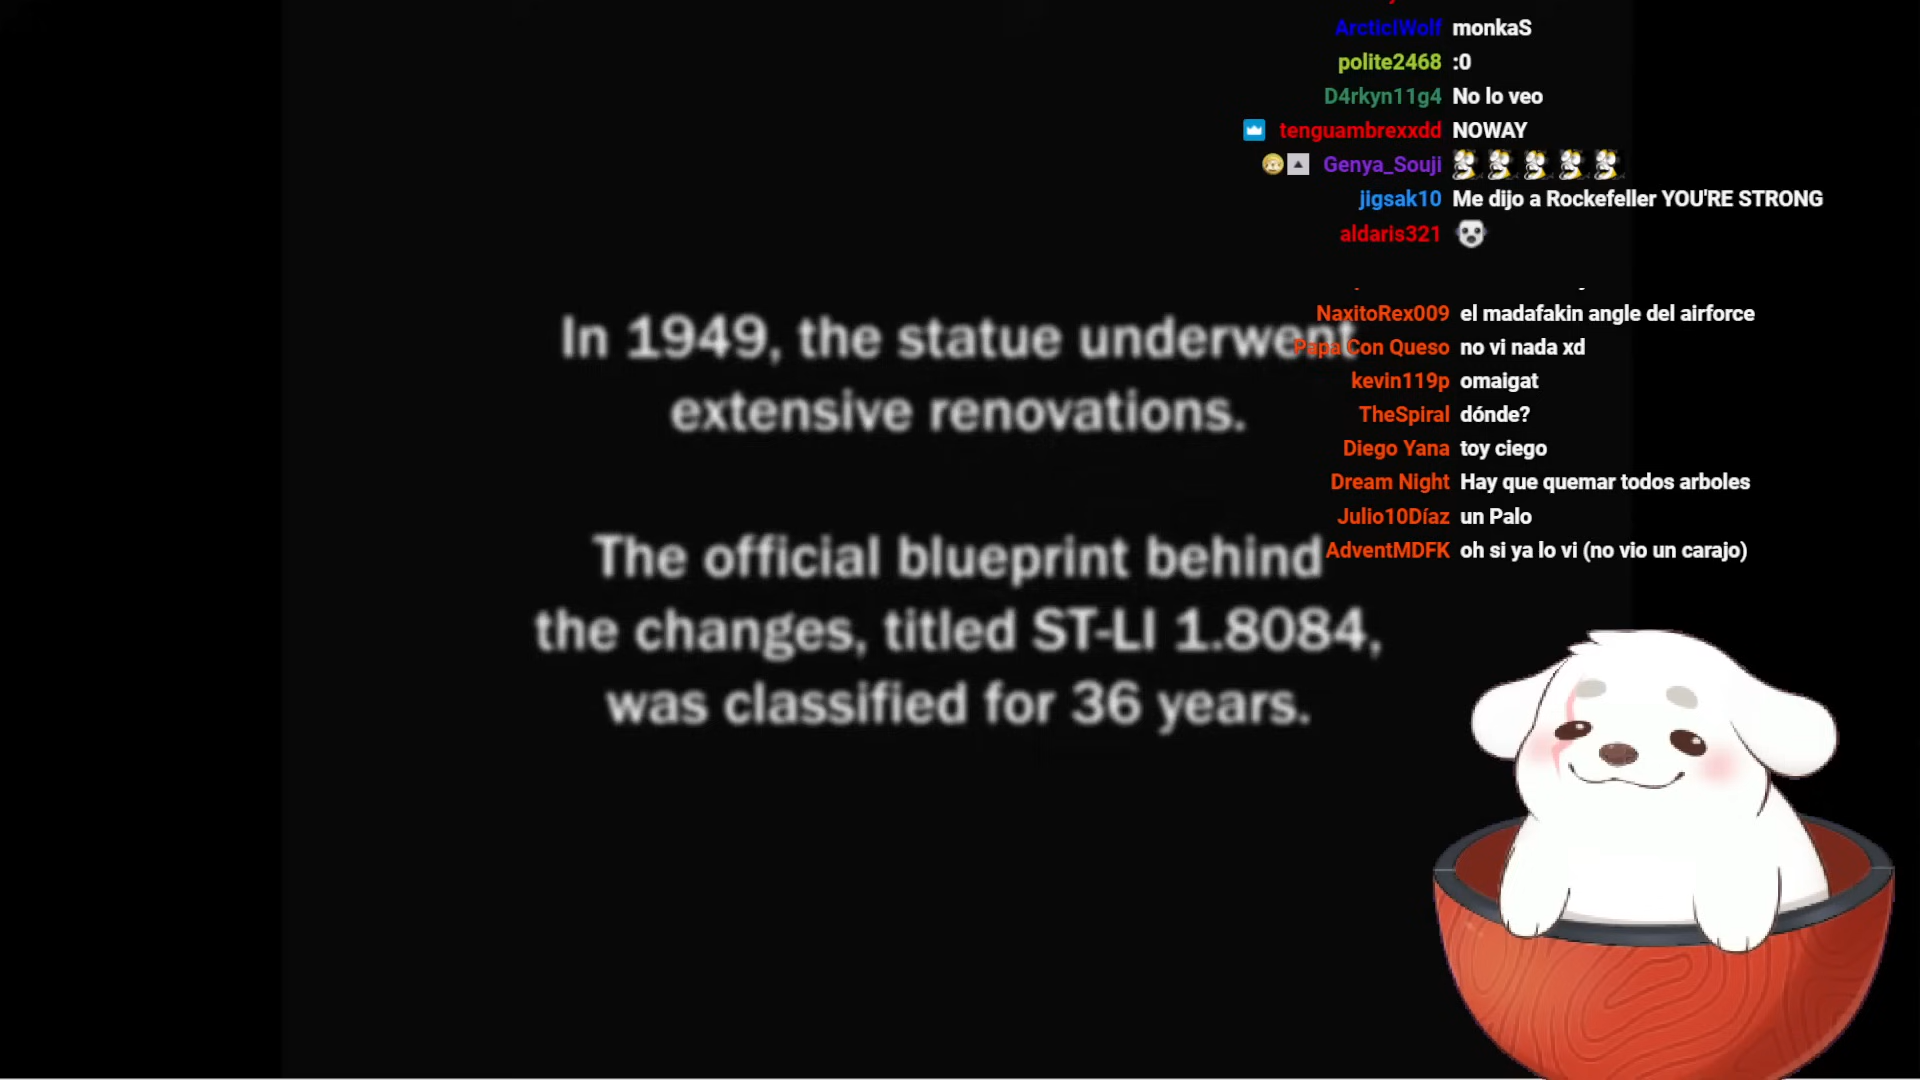 ArcticIWolf monkaS
polite2468 :0
D4rkyn11g4 No lo veo
tenguambrexxdd NOWAY
Genya_Souji
jigsak10 Me dijo a Rockefeller YOU'RE STRONG
aldaris321
NaxitoRex009 el madafakin angle del airforce
Papa Con Queso no vi nada xd
kevin119p omaigat
TheSpiral dónde?
Diego Yana toy ciego
Dream Night Hay que quemar todos arboles
Julio10Díaz un Palo
AdventMDFK oh si ya lo vi (no vio un carajo)
In 1949, the statue underwent
extensive renovations.
The official blueprint behind
the changes, titled ST-LI 1.8084,
was classified for 36 years.